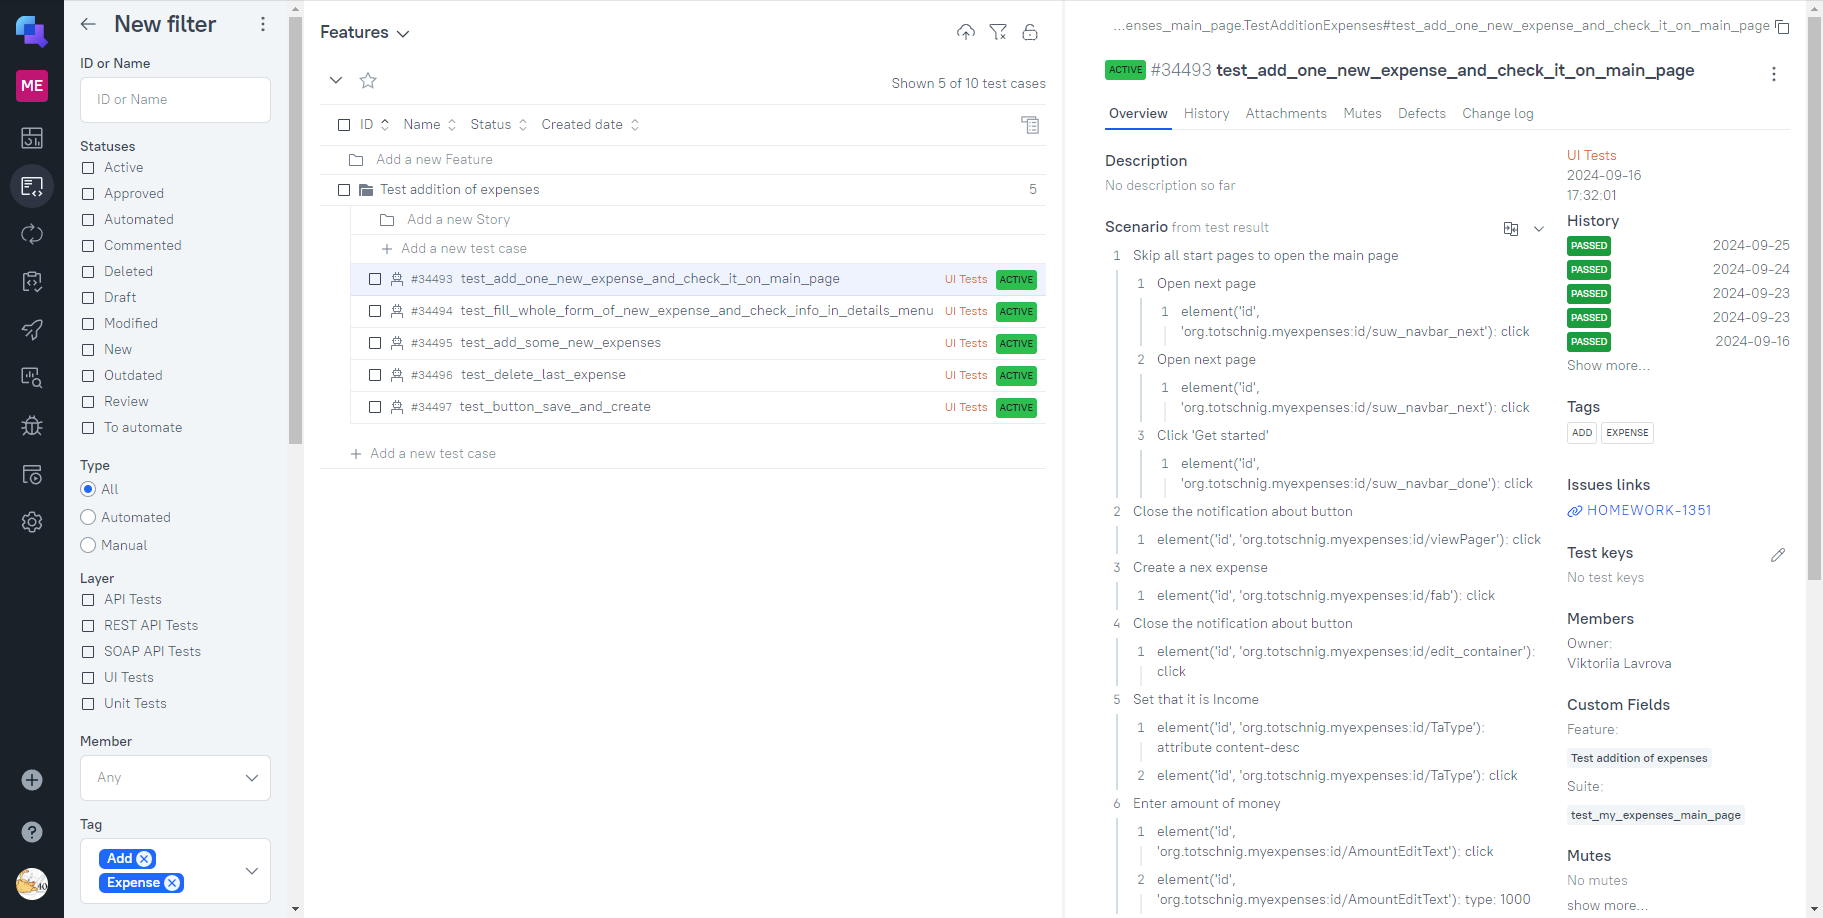 ME
New filter
ID or Name
ID or Name
Statuses
Active
Approved
Automated
Commented
Deleted
Draft
Modified
New
Outdated
Review
To automate
Type
All
Automated
Manual
Layer
API Tests
REST API Tests
SOAP API Tests
UI Tests
Unit Tests
Member
Any
Tag
Add
Expense
Features
Shown 5 of 10 test cases
ID Name Status Created date
Add a new Feature
Test addition of expenses 5
Add a new Story
Add a new test case
#34493 test_add_one_new_expense_and_check_it_on_main_page UI Tests ACTIVE
#34494 test_fill_whole_form_of_new_expense_and_check_info_in_details_menu UI Tests ACTIVE
#34495 test_add_some_new_expenses UI Tests ACTIVE
#34496 test_delete_last_expense UI Tests ACTIVE
#34497 test_button_save_and_create UI Tests ACTIVE
Add a new test case
...enses_main_page.TestAdditionExpenses#test_add_one_new_expense_and_check_it_on_main_page
ACTIVE #34493 test_add_one_new_expense_and_check_it_on_main_page
Overview History Attachments Mutes Defects Change log
Description
No description so far
Scenario from test result
1 Skip all start pages to open the main page
1 Open next page
1 element('id',
'org.totschnig.myexpenses:id/suw_navbar_next'): click
2 Open next page
1 element('id',
'org.totschnig.myexpenses:id/suw_navbar_next'): click
3 Click 'Get started'
1 element('id',
'org.totschnig.myexpenses:id/suw_navbar_done'): click
2 Close the notification about button
1 element('id', 'org.totschnig.myexpenses:id/viewPager'): click
3 Create a nex expense
1 element('id', 'org.totschnig.myexpenses:id/fab'): click
4 Close the notification about button
1 element('id', 'org.totschnig.myexpenses:id/edit_container'):
click
5 Set that it is Income
1 element('id', 'org.totschnig.myexpenses:id/TaType'):
attribute content-desc
2 element('id', 'org.totschnig.myexpenses:id/TaType'): click
6 Enter amount of money
1 element('id',
'org.totschnig.myexpenses:id/AmountEditText'): click
2 element('id',
'org.totschnig.myexpenses:id/AmountEditText'): type: 1000
UI Tests
2024-09-16
17:32:01
History
PASSED 2024-09-25
PASSED 2024-09-24
PASSED 2024-09-23
PASSED 2024-09-23
PASSED 2024-09-16
Show more...
Tags
ADD EXPENSE
Issues links
HOMEWORK-1351
Test keys
No test keys
Members
Owner:
Viktoriia Lavrova
Custom Fields
Feature:
Test addition of expenses
Suite:
test_my_expenses_main_page
Mutes
No mutes
show more...